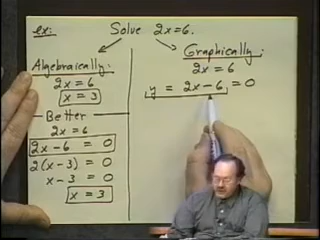 ex: Solve 2x=6.
Algebraically:
2x = 6
x = 3
Better
2x = 6
2x - 6 = 0
2(x - 3) = 0
x - 3 = 0
x = 3
Graphically:
2x = 6
y = 2x - 6 = 0